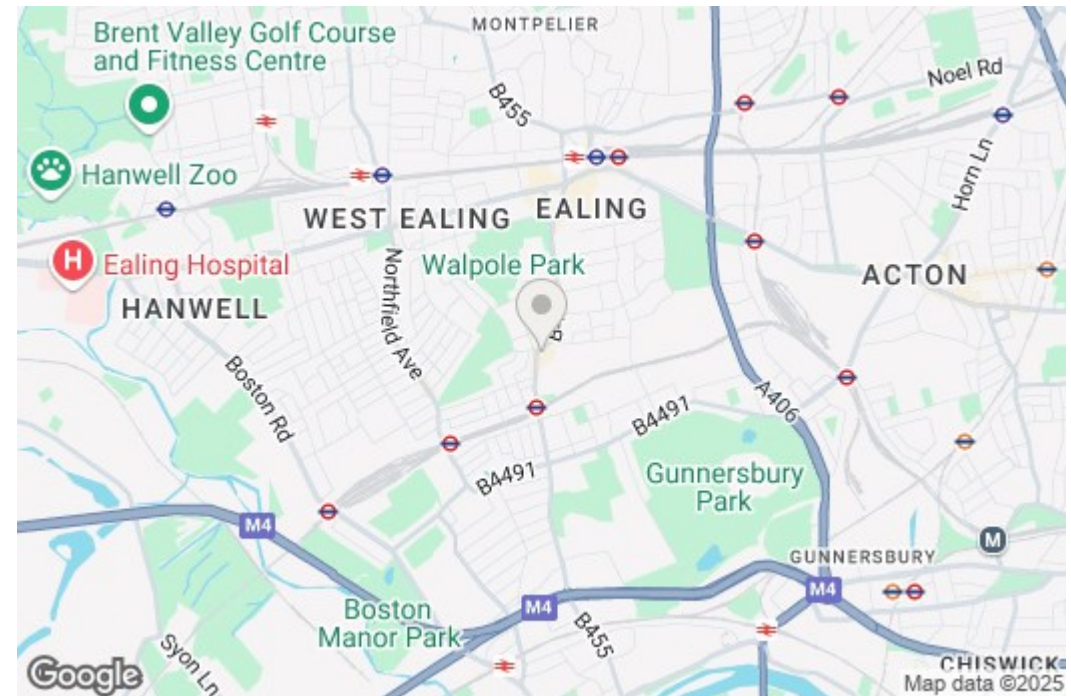 MONTPELIER
Brent Valley Golf Course
and Fitness Centre
B455
Noel Rd
Hanwell Zoo
Horn Ln
WEST EALING
EALING
Ealing Hospital
H
Walpole Park
ACTON
HANWELL
Northfield Ave
Boston Rd
A406
B4491
B4491
Gunnersbury
Park
M4
M
GUNNERSBURY
M4
M4
Boston
Manor Park
B455
Syon Ln
CHISWICK
Google
Map data ©2025